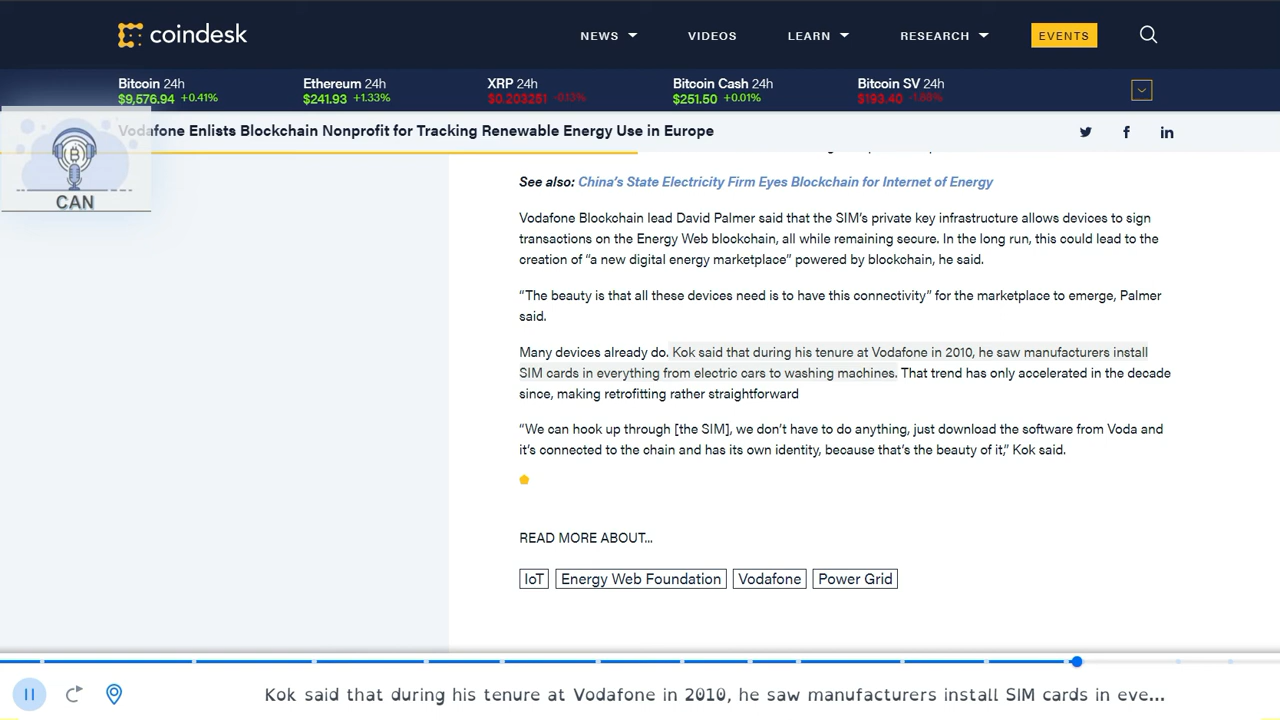 coindesk
NEWS VIDEOS LEARN RESEARCH EVENTS
Bitcoin 24h Ethereum 24h XRP 24h Bitcoin Cash 24h Bitcoin SV 24h
$9,576.94 +0.41% $241.93 +1.33% $0.203251 -0.13% $251.50 +0.01% $193.40
Vodafone Enlists Blockchain Nonprofit for Tracking Renewable Energy Use in Europe
CAN
See also: China's State Electricity Firm Eyes Blockchain for Internet of Energy
Vodafone Blockchain lead David Palmer said that the SIM's private key infrastructure allows devices to sign
transactions on the Energy Web blockchain, all while remaining secure. In the long run, this could lead to the
creation of “a new digital energy marketplace” powered by blockchain, he said.
“The beauty is that all these devices need is to have this connectivity” for the marketplace to emerge, Palmer
said.
Many devices already do. Kok said that during his tenure at Vodafone in 2010, he saw manufacturers install
SIM cards in everything from electric cars to washing machines. That trend has only accelerated in the decade
since, making retrofitting rather straightforward
“We can hook up through [the SIM], we don't have to do anything, just download the software from Voda and
it's connected to the chain and has its own identity, because that's the beauty of it,” Kok said.
READ MORE ABOUT...
IoT Energy Web Foundation Vodafone Power Grid
Kok said that during his tenure at Vodafone in 2010, he saw manufacturers install SIM cards in eve...